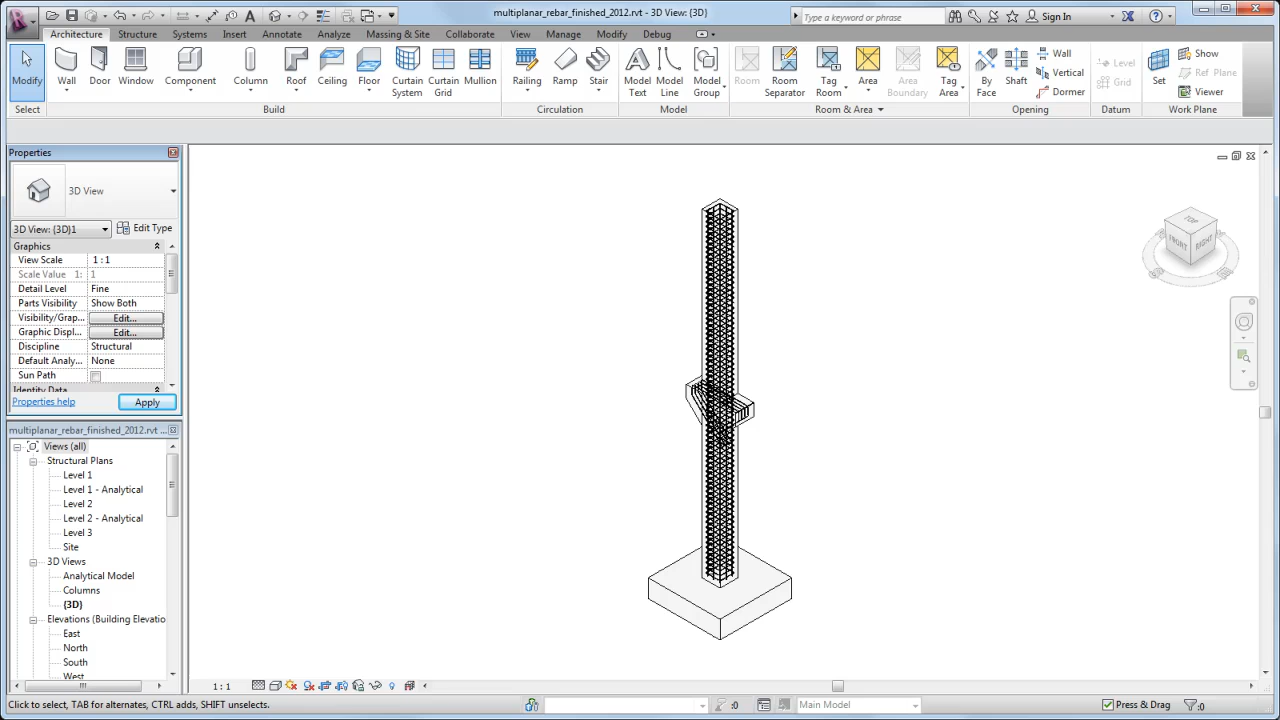 multiplanar_rebar_finished_2012.rvt - 3D View: {3D}
Type a keyword or phrase
Sign In
Architecture Structure Systems Insert Annotate Analyze Massing & Site Collaborate View Manage Modify Debug
Modify
Wall
Door
Window
Component
Column
Roof
Ceiling
Floor
Curtain System
Curtain Grid
Mullion
Railing
Ramp
Stair
Model Text
Model Line
Model Group
Room
Room Separator
Tag Room
Area
Area Boundary
Tag Area
By Face
Shaft
Wall
Vertical
Dormer
Level
Grid
Set
Show
Ref Plane
Viewer
Select Build Circulation Model Room & Area Opening Datum Work Plane
Properties
3D View
3D View: {3D}1 Edit Type
Graphics
View Scale 1 : 1
Scale Value 1: 1
Detail Level Fine
Parts Visibility Show Both
Visibility/Grap... Edit...
Graphic Displ... Edit...
Discipline Structural
Default Analy... None
Sun Path
Identity Data
Properties help Apply
multiplanar_rebar_finished_2012.rvt ...
Views (all)
Structural Plans
Level 1
Level 1 - Analytical
Level 2
Level 2 - Analytical
Level 3
Site
3D Views
Analytical Model
Columns
{3D}
Elevations (Building Elevatio
East
North
South
West
TOP
FRONT
RIGHT
1 : 1
Click to select, TAB for alternates, CTRL adds, SHIFT unselects.
:0
Main Model
Press & Drag
:0